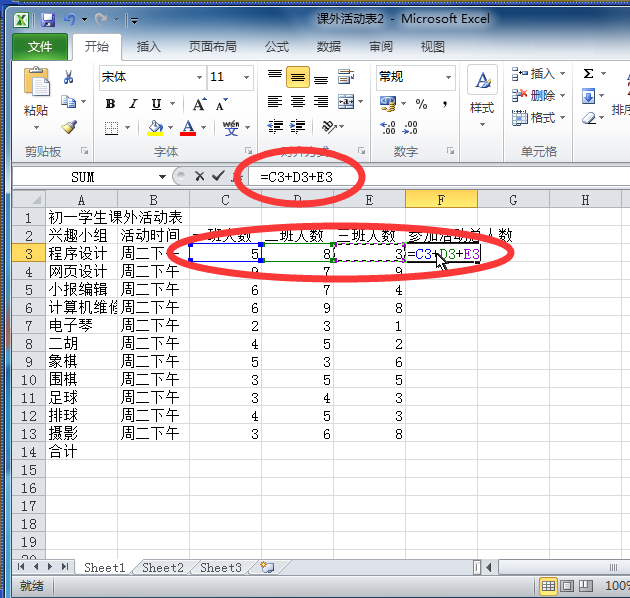 课外活动表2 - Microsoft Excel
文件 开始 插入 页面布局 公式 数据 审阅 视图
宋体 11 常规 插入
粘贴 B I U A A % 样式 删除
A 变 格式
剪贴板 字体 数字 单元格
SUM =C3+D3+E3
A B C D E F G H
1 初一学生课外活动表
2 兴趣小组 活动时间 一班人数 二班人数 三班人数 参加活动总人数
3 程序设计 周二下午 5 8 3 =C3+D3+E3
4 网页设计 周二下午 9 7 9
5 小报编辑 周二下午 6 7 4
6 计算机维修 周二下午 6 9 8
7 电子琴 周二下午 2 3 1
8 二胡 周二下午 4 5 2
9 象棋 周二下午 5 3 6
10 围棋 周二下午 3 5 5
11 足球 周二下午 3 4 3
12 排球 周二下午 4 5 3
13 摄影 周二下午 3 6 8
14 合计
15
16
17
18
19
Sheet1 Sheet2 Sheet3
就绪 100%